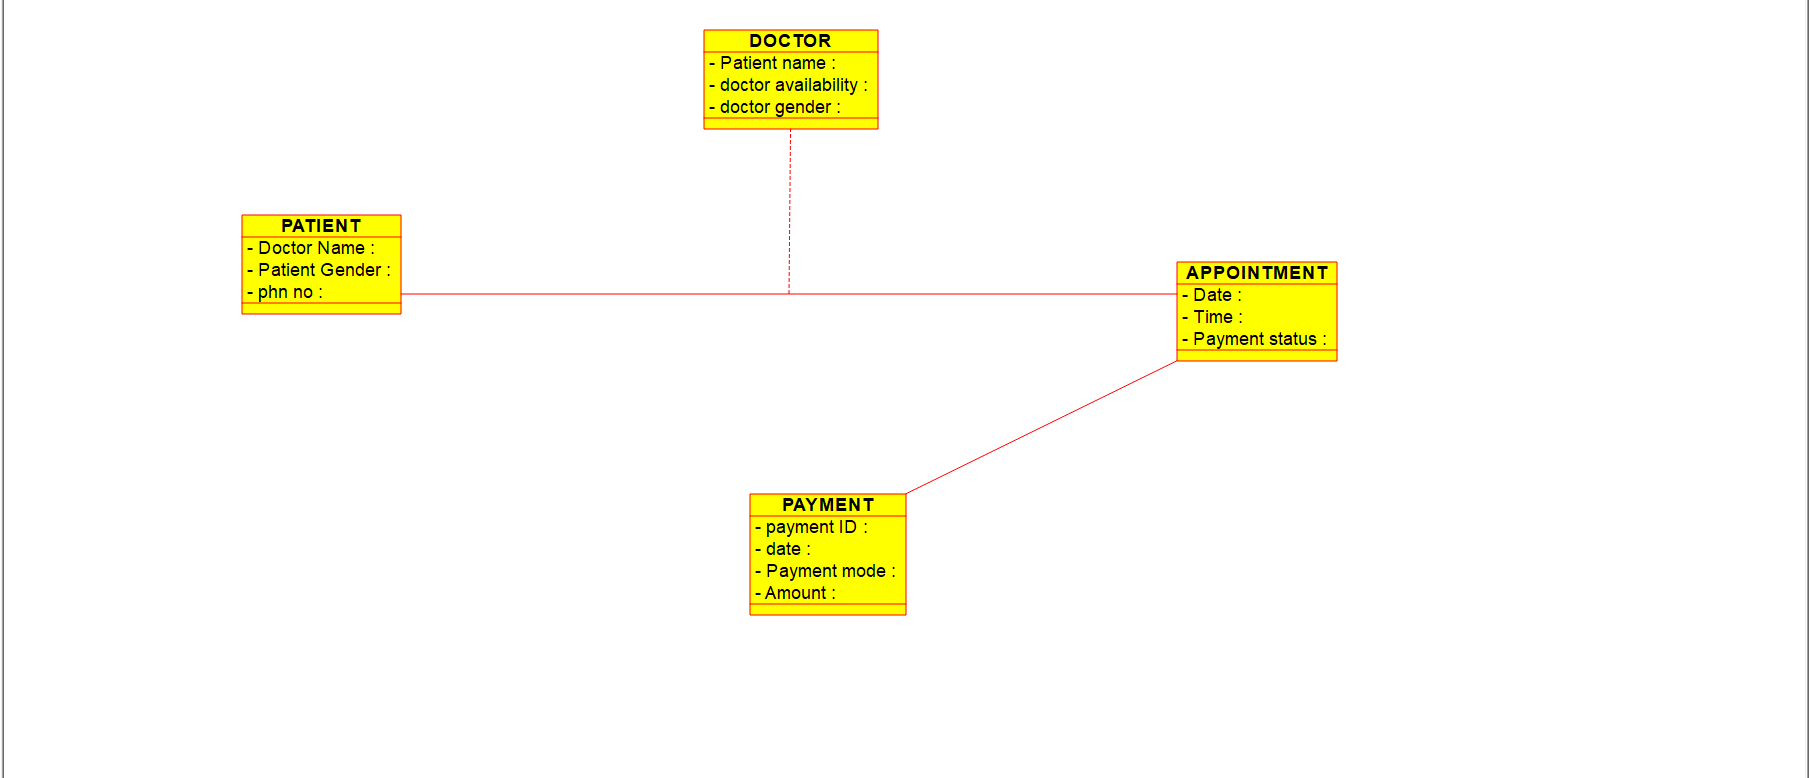 DOCTOR
- Patient name :
- doctor availability :
- doctor gender :
PATIENT
- Doctor Name :
- Patient Gender :
- phn no :
APPOINTMENT
- Date :
- Time :
- Payment status :
PAYMENT
- payment ID :
- date :
- Payment mode :
- Amount :